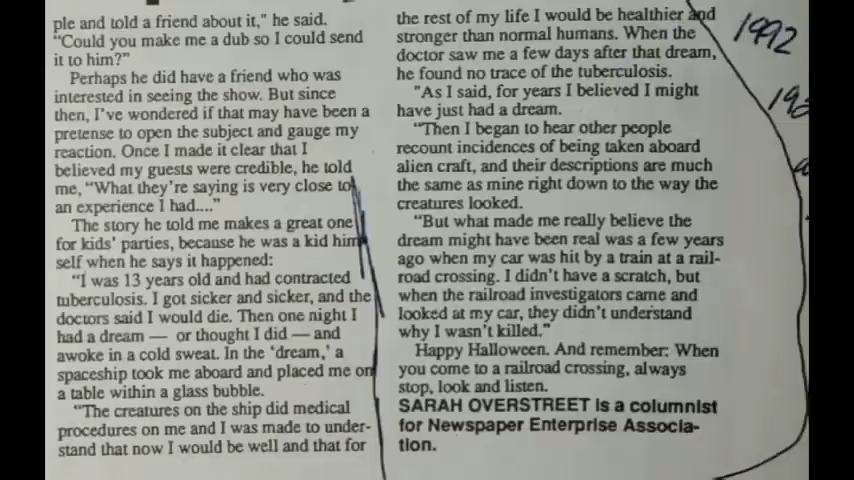 ple and told a friend about it," he said.
"Could you make me a dub so I could send
it to him?"
Perhaps he did have a friend who was
interested in seeing the show. But since
then, I've wondered if that may have been a
pretense to open the subject and gauge my
reaction. Once I made it clear that I
believed my guests were credible, he told
me, "What they're saying is very close to
an experience I had...."
The story he told me makes a great one
for kids' parties, because he was a kid him
self when he says it happened:
"I was 13 years old and had contracted
tuberculosis. I got sicker and sicker, and the
doctors said I would die. Then one night I
had a dream — or thought I did — and
awoke in a cold sweat. In the 'dream,' a
spaceship took me aboard and placed me on
a table within a glass bubble.
"The creatures on the ship did medical
procedures on me and I was made to under-
stand that now I would be well and that for
the rest of my life I would be healthier and
stronger than normal humans. When the
doctor saw me a few days after that dream,
he found no trace of the tuberculosis.
"As I said, for years I believed I might
have just had a dream.
"Then I began to hear other people
recount incidences of being taken aboard
alien craft, and their descriptions are much
the same as mine right down to the way the
creatures looked.
"But what made me really believe the
dream might have been real was a few years
ago when my car was hit by a train at a rail-
road crossing. I didn't have a scratch, but
when the railroad investigators came and
looked at my car, they didn't understand
why I wasn't killed."
Happy Halloween. And remember: When
you come to a railroad crossing, always
stop, look and listen.
SARAH OVERSTREET is a columnist
for Newspaper Enterprise Associa-
tion.
1992